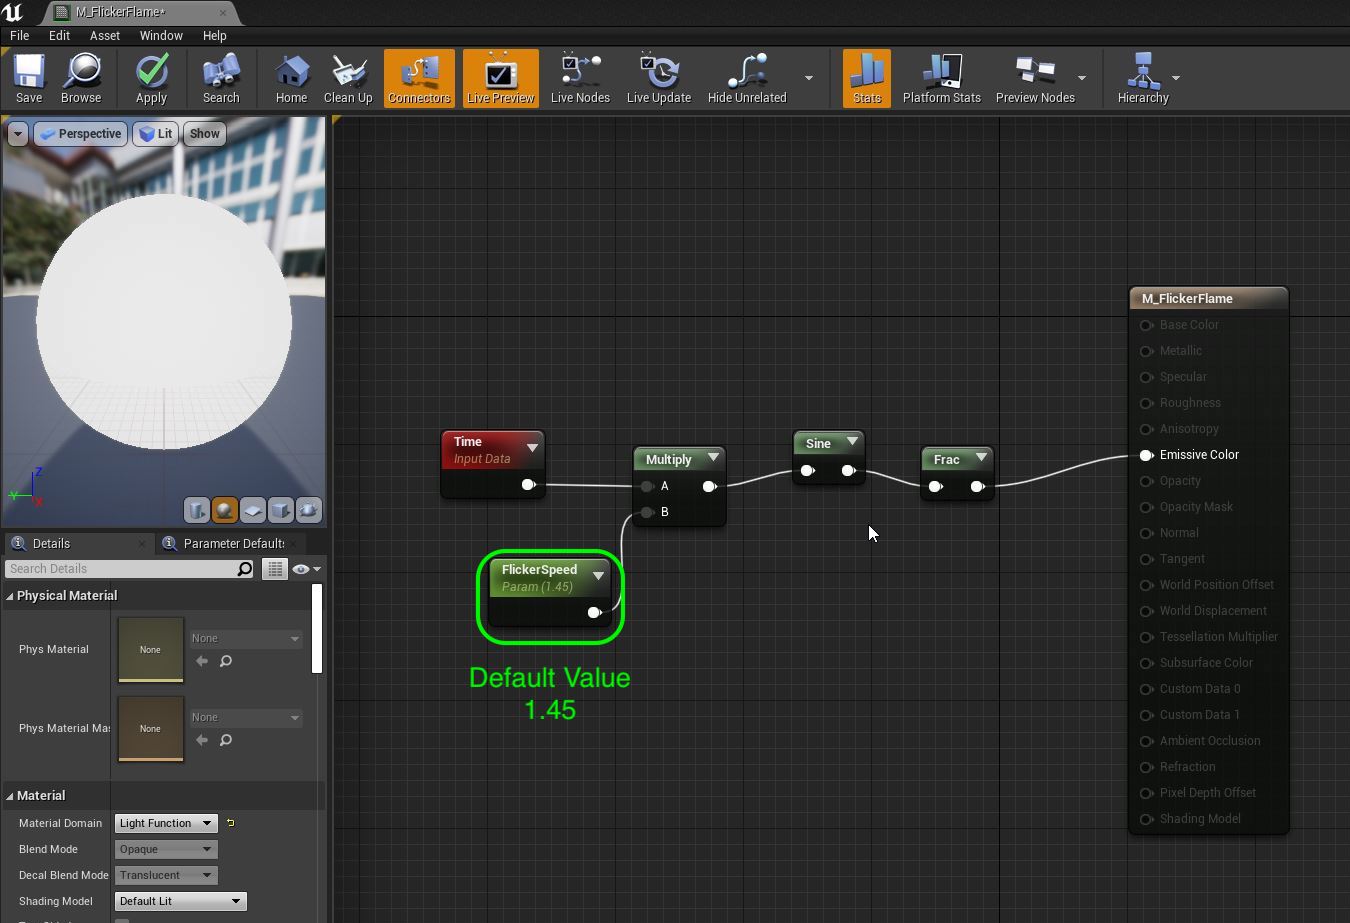 M_FlickerFlame*
File Edit Asset Window Help
Save Browse Apply Search Home Clean Up Connectors Live Preview Live Nodes Live Update Hide Unrelated Stats Platform Stats Preview Nodes Hierarchy
Perspective Lit Show
Z
Y
X
Details Parameter Defaults
Search Details
Physical Material
Phys Material None None
Phys Material Mas None None
Material
Material Domain Light Function
Blend Mode Opaque
Decal Blend Mode Translucent
Shading Model Default Lit
Time
Input Data
Multiply
A
B
Sine
Frac
FlickerSpeed
Param (1.45)
Default Value
1.45
M_FlickerFlame
Base Color
Metallic
Specular
Roughness
Anisotropy
Emissive Color
Opacity
Opacity Mask
Normal
Tangent
World Position Offset
World Displacement
Tessellation Multiplier
Subsurface Color
Custom Data 0
Custom Data 1
Ambient Occlusion
Refraction
Pixel Depth Offset
Shading Model